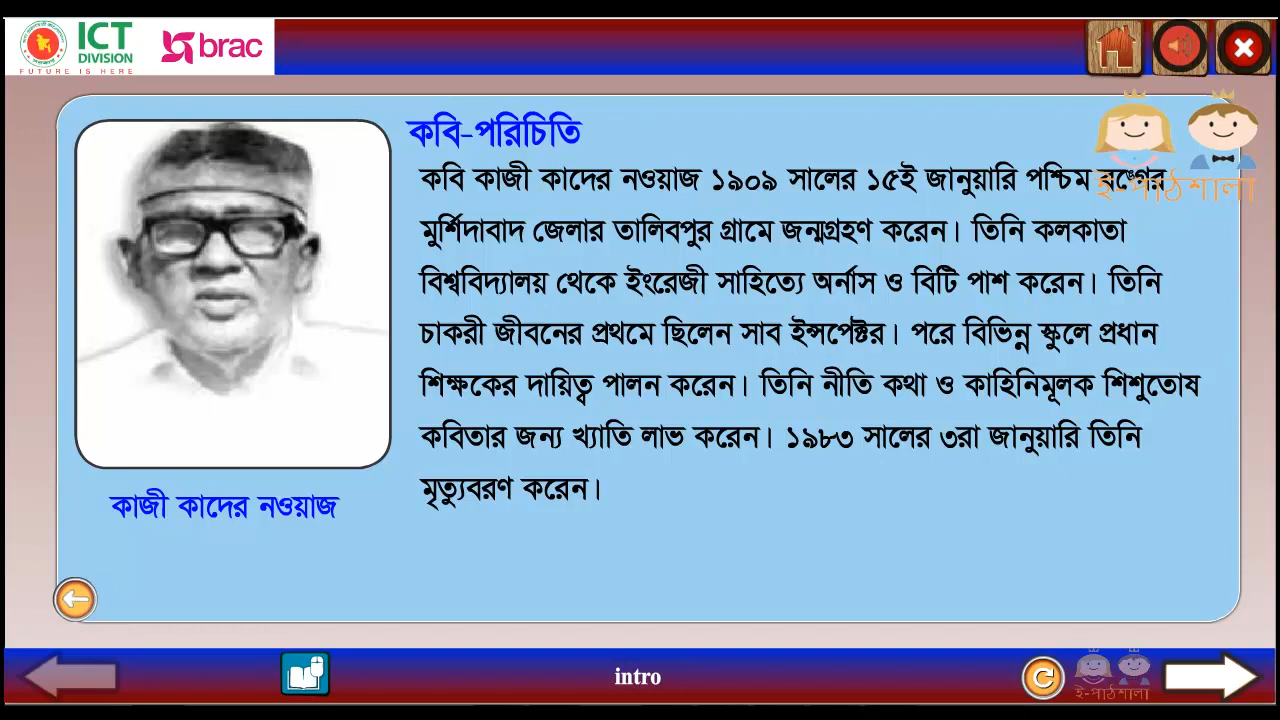 ICT
DIVISION
FUTURE IS HERE
brac
কবি-পরিচিতি
কবি কাজী কাদের নওয়াজ ১৯০৯ সালের ১৫ই জানুয়ারি পশ্চিম বঙ্গের
মুর্শিদাবাদ জেলার তালিবপুর গ্রামে জন্মগ্রহণ করেন। তিনি কলকাতা
বিশ্ববিদ্যালয় থেকে ইংরেজী সাহিত্যে অর্নাস ও বিটি পাশ করেন। তিনি
চাকরী জীবনের প্রথমে ছিলেন সাব ইন্সপেক্টর। পরে বিভিন্ন স্কুলে প্রধান
শিক্ষকের দায়িত্ব পালন করেন। তিনি নীতি কথা ও কাহিনিমূলক শিশুতোষ
কবিতার জন্য খ্যাতি লাভ করেন। ১৯৮৩ সালের ৩রা জানুয়ারি তিনি
মৃত্যুবরণ করেন।
ই-পাঠশালা
কাজী কাদের নওয়াজ
intro
ই-পাঠশালা